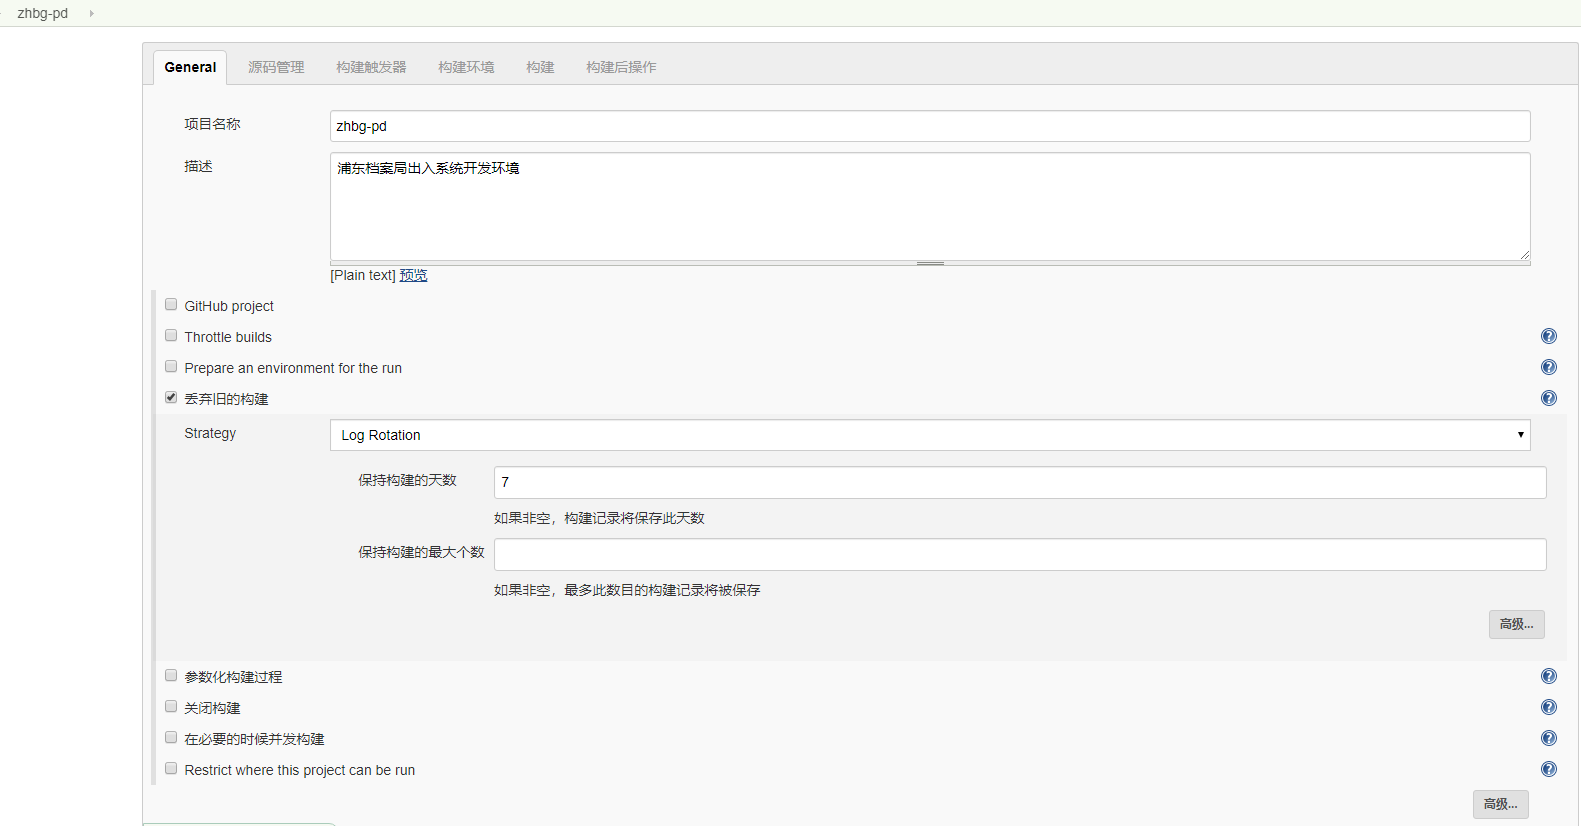 zhbg-pd
General 源码管理 构建触发器 构建环境 构建 构建后操作
项目名称 zhbg-pd
描述 浦东档案局出入系统开发环境
[Plain text] 预览
GitHub project
Throttle builds
Prepare an environment for the run
丢弃旧的构建
Strategy Log Rotation
保持构建的天数 7
如果非空，构建记录将保存此天数
保持构建的最大个数
如果非空，最多此数目的构建记录将被保存
高级...
参数化构建过程
关闭构建
在必要的时候并发构建
Restrict where this project can be run
高级...